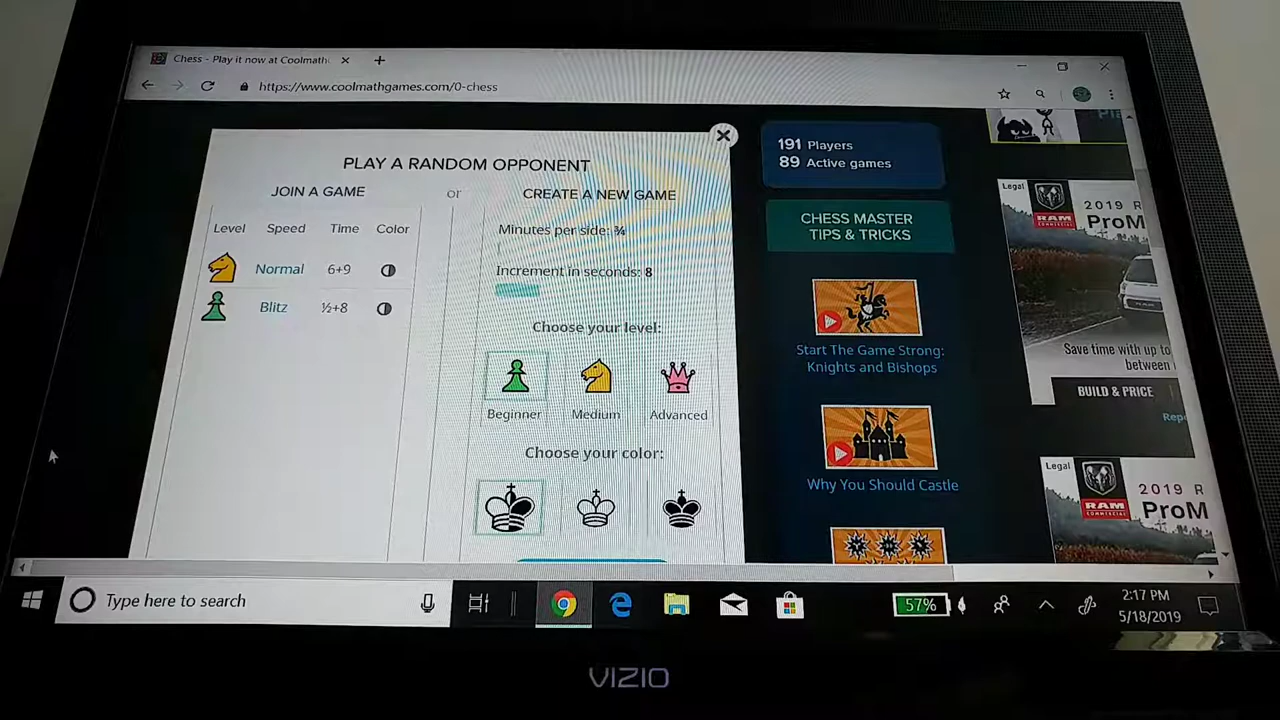 Chess - Play it now at Coolmath
https://www.coolmathgames.com/0-chess
PLAY A RANDOM OPPONENT
JOIN A GAME
or
CREATE A NEW GAME
Level Speed Time Color
Normal 6+9
Blitz ½+8
Minutes per side: ¾
Increment in seconds: 8
Choose your level:
Beginner Medium Advanced
Choose your color:
191 Players
89 Active games
CHESS MASTER
TIPS & TRICKS
Start The Game Strong:
Knights and Bishops
Why You Should Castle
Legal
RAM
COMMERCIAL
2019 R
ProM
Save time with up to
between
BUILD & PRICE
Repo
Legal
RAM
COMMERCIAL
2019 R
ProM
Type here to search
57%
2:17 PM
5/18/2019
VIZIO